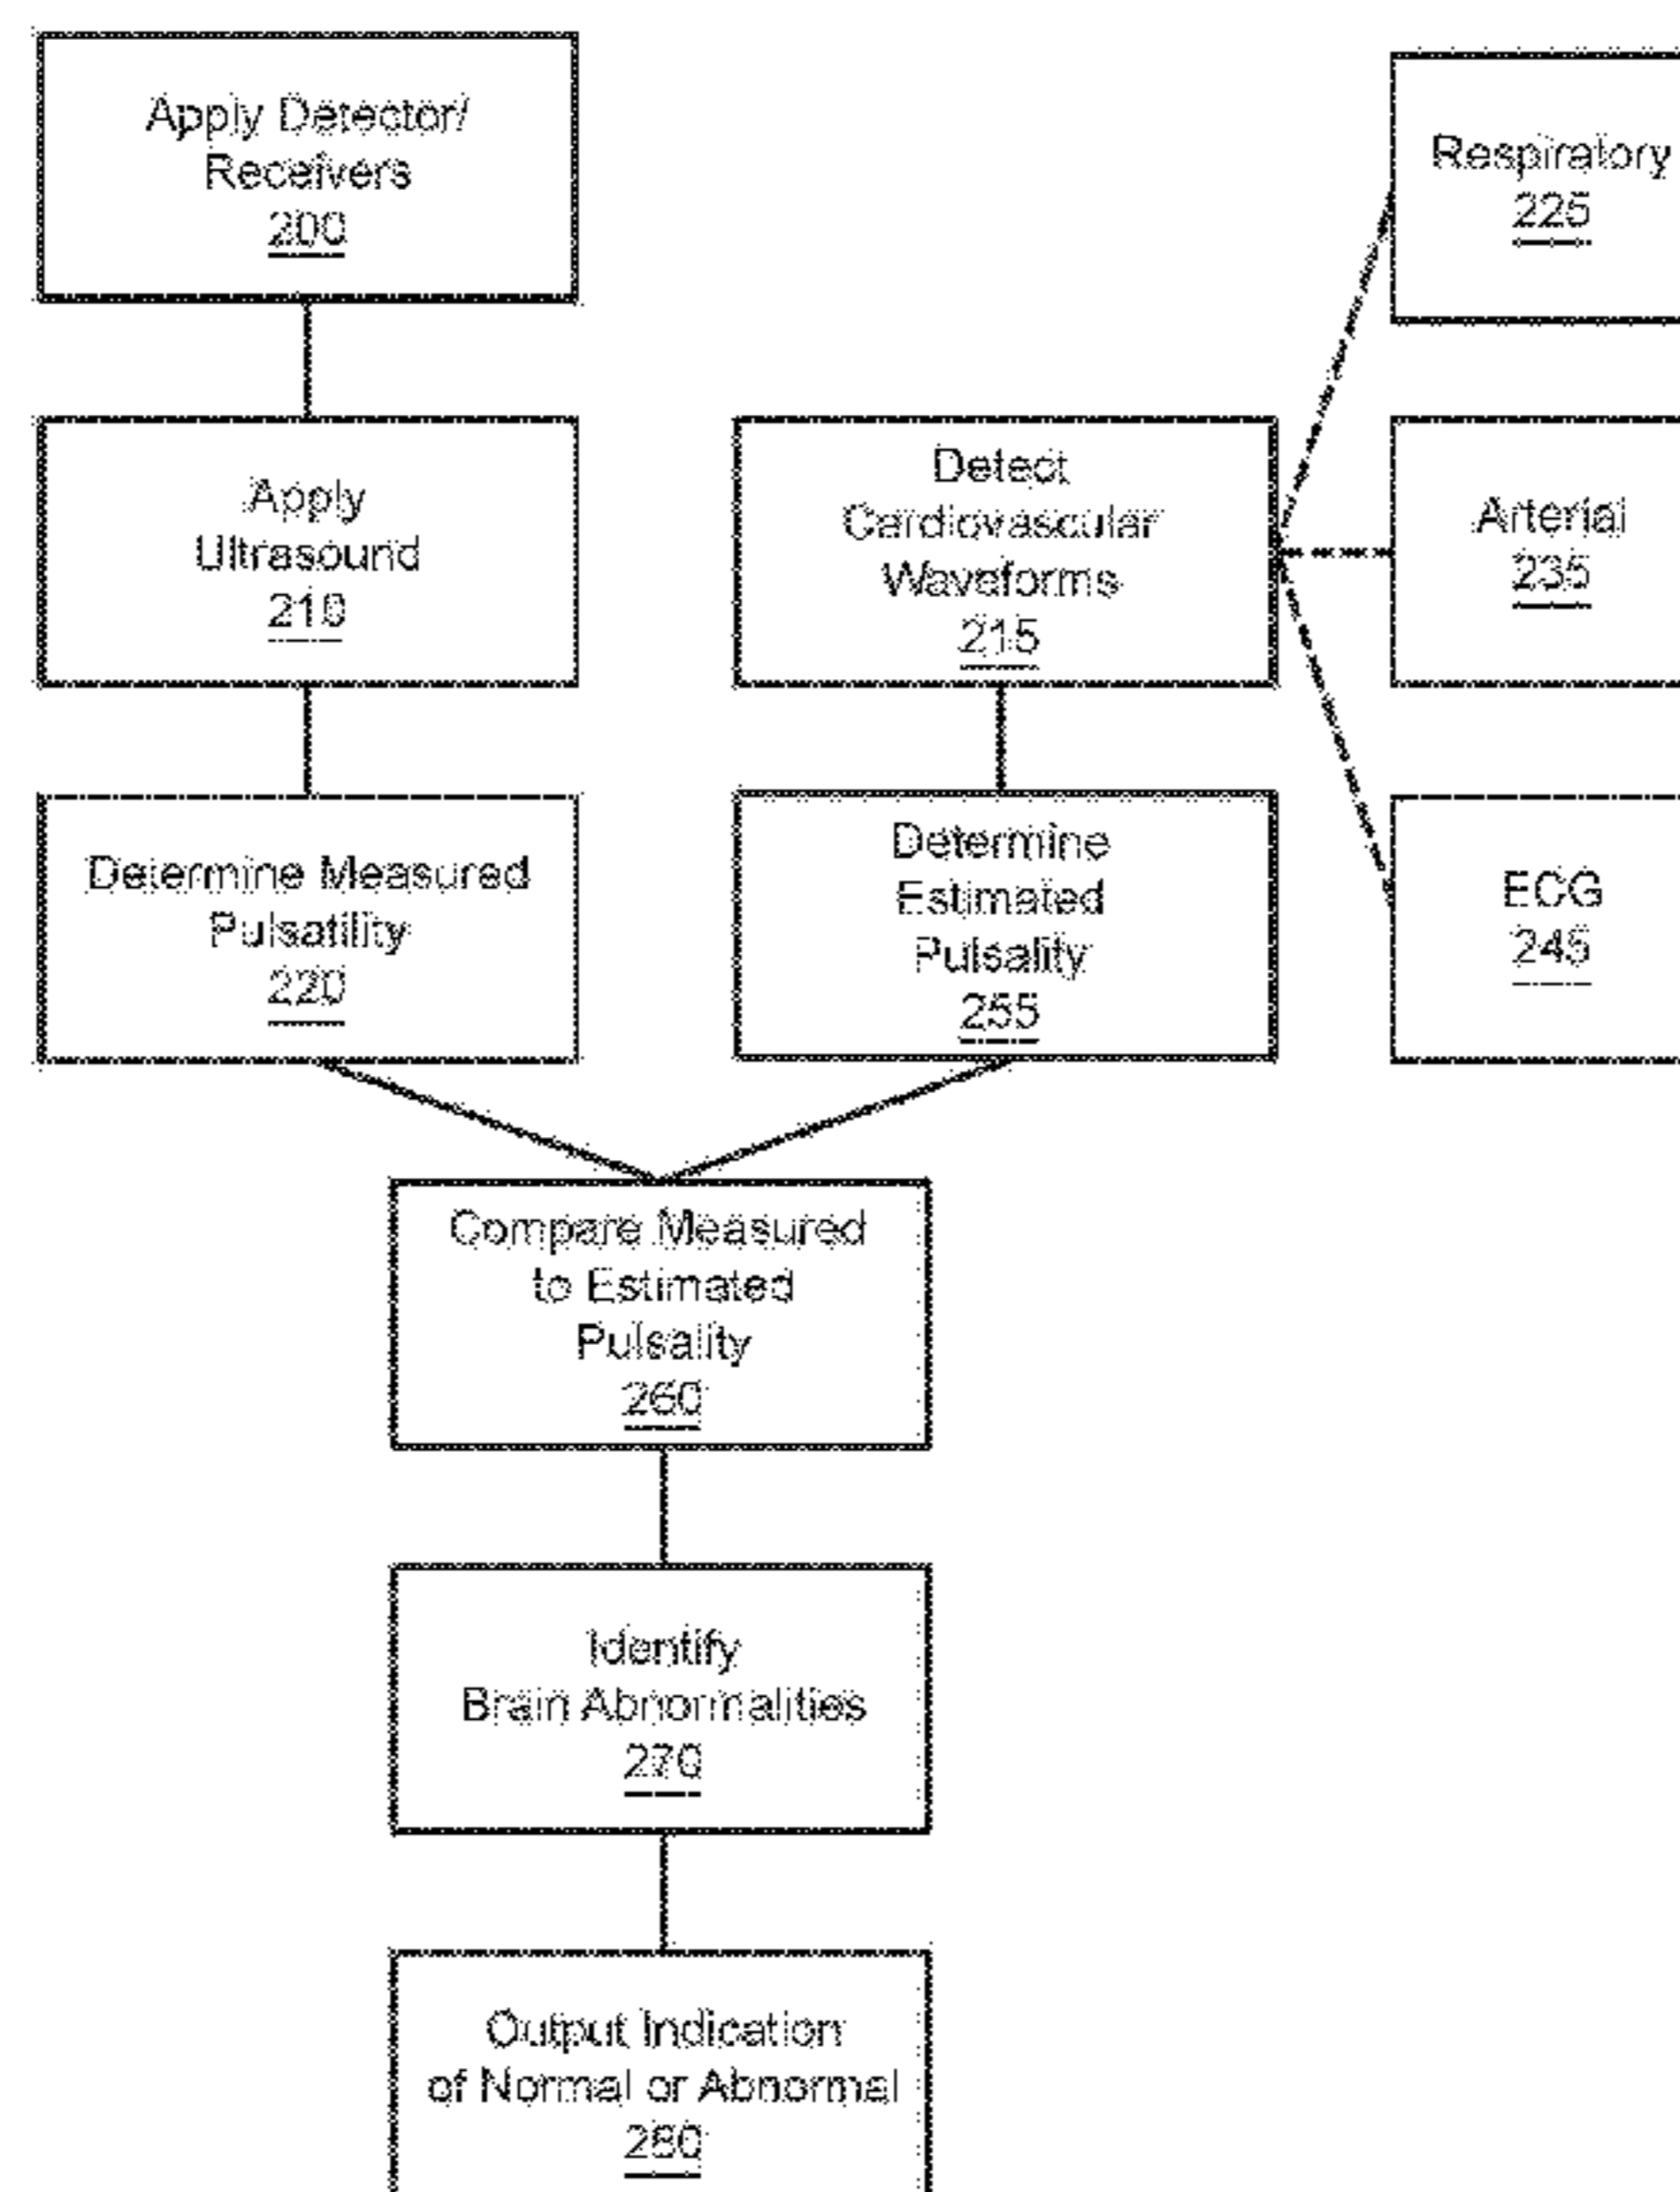 Apply Detector/
Receivers
200
Apply
Ultrasound
210
Determine Measured
Pulsatility
220
Detect
Cardiovascular
Waveforms
215
Determine
Estimated
Pulsality
255
Respiratory
225
Arterial
235
ECG
245
Compare Measured
to Estimated
Pulsality
260
Identify
Brain Abnormalities
270
Output Indication
of Normal or Abnormal
280